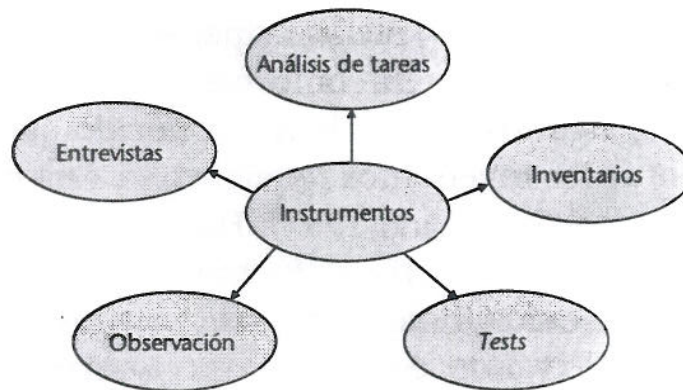 Análisis de tareas
Entrevistas
Inventarios
Instrumentos
Observación
Tests